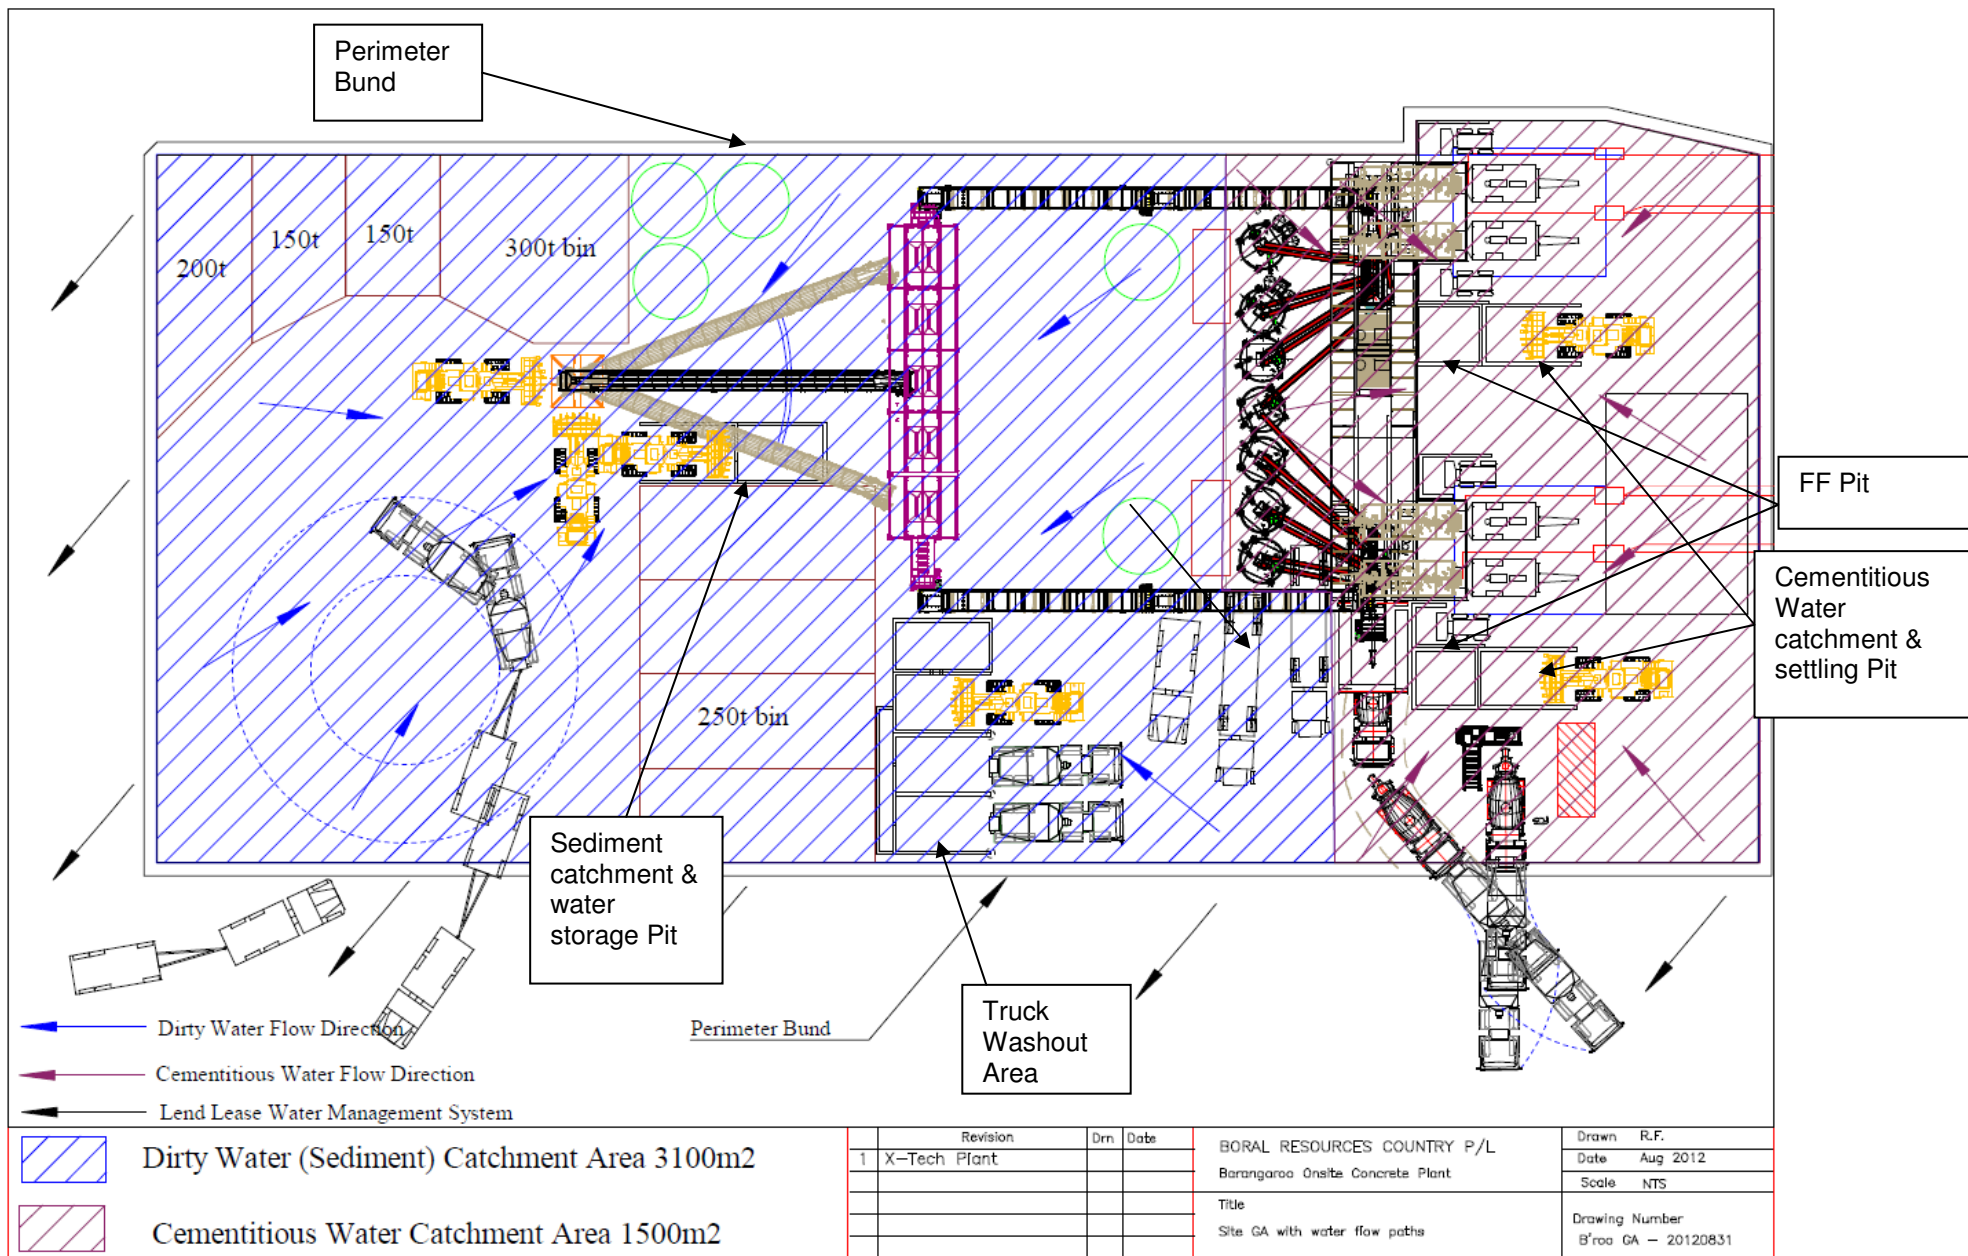 Perimeter
Bund
200t
150t
150t
300t bin
250t bin
FF Pit
Cementitious
Water
catchment &
settling Pit
Sediment
catchment &
water
storage Pit
Truck
Washout
Area
Perimeter Bund
Dirty Water Flow Direction
Cementitious Water Flow Direction
Lend Lease Water Management System
Dirty Water (Sediment) Catchment Area 3100m2
Cementitious Water Catchment Area 1500m2
Revision Drn Date
1 X-Tech Plant
BORAL RESOURCES COUNTRY P/L
Barangaroo Onsite Concrete Plant
Title
Site GA with water flow paths
Drawn R.F.
Date Aug 2012
Scale NTS
Drawing Number
B'roo GA - 20120831